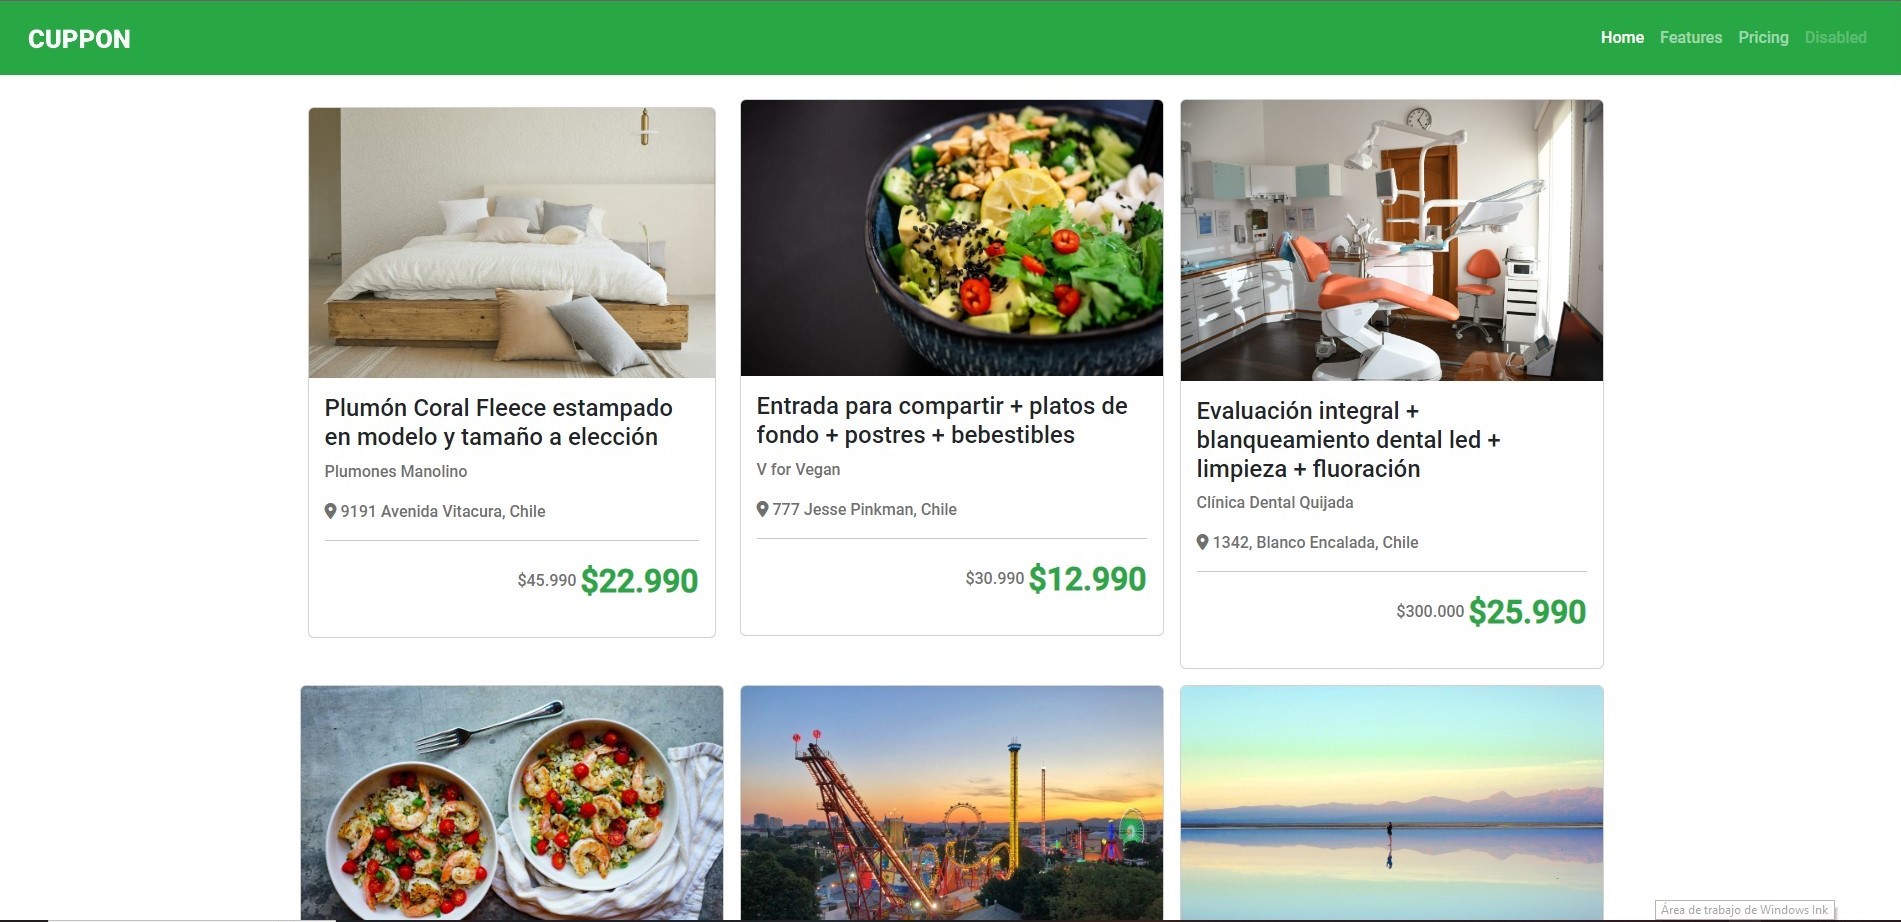 CUPPON
Home Features Pricing Disabled
Plumón Coral Fleece estampado
en modelo y tamaño a elección
Plumones Manolino
9191 Avenida Vitacura, Chile
$45.990 $22.990
Entrada para compartir + platos de
fondo + postres + bebestibles
V for Vegan
777 Jesse Pinkman, Chile
$30.990 $12.990
Evaluación integral +
blanqueamiento dental led +
limpieza + fluoración
Clínica Dental Quijada
1342, Blanco Encalada, Chile
$300.000 $25.990
Área de trabajo de Windows Ink